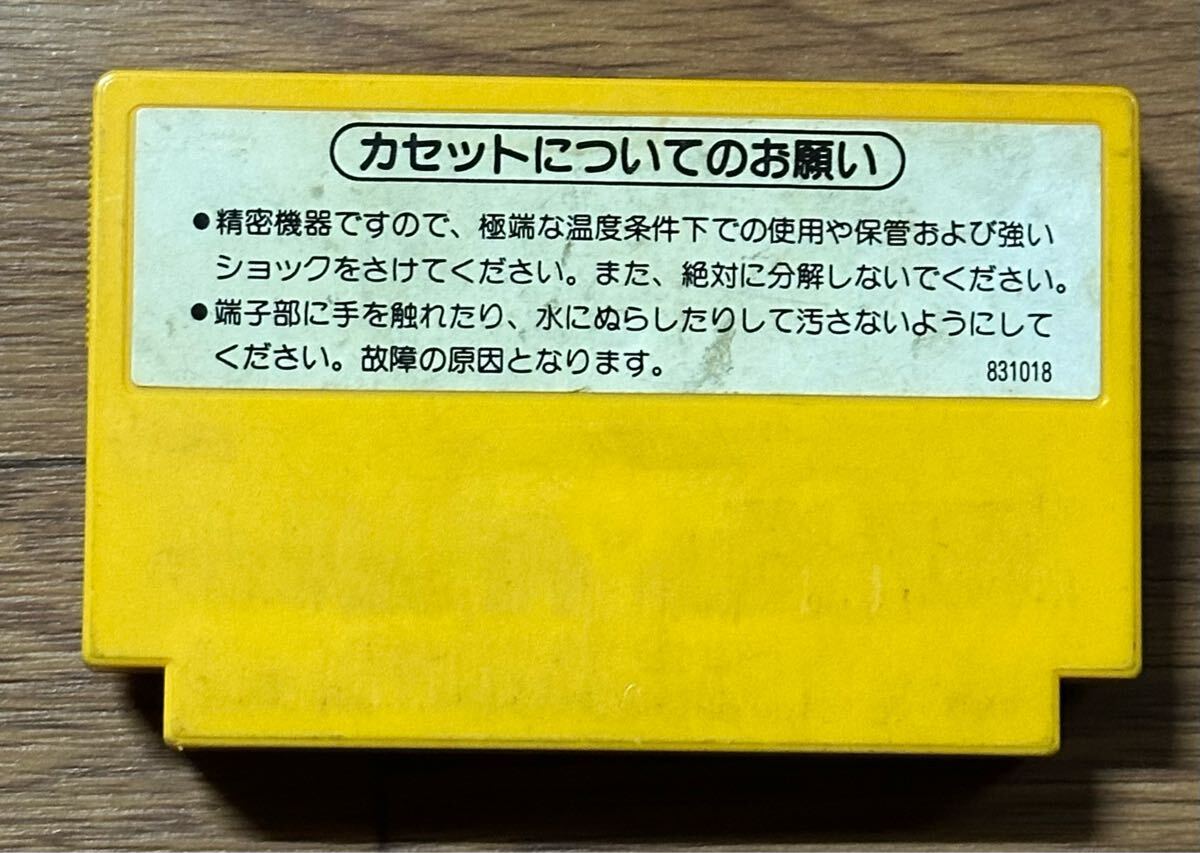 カセットについてのお願い
●精密機器ですので、極端な温度条件下での使用や保管および強い
ショックをさけてください。また、絶対に分解しないでください。
●端子部に手を触れたり、水にぬらしたりして汚さないようにして
ください。故障の原因となります。
831018